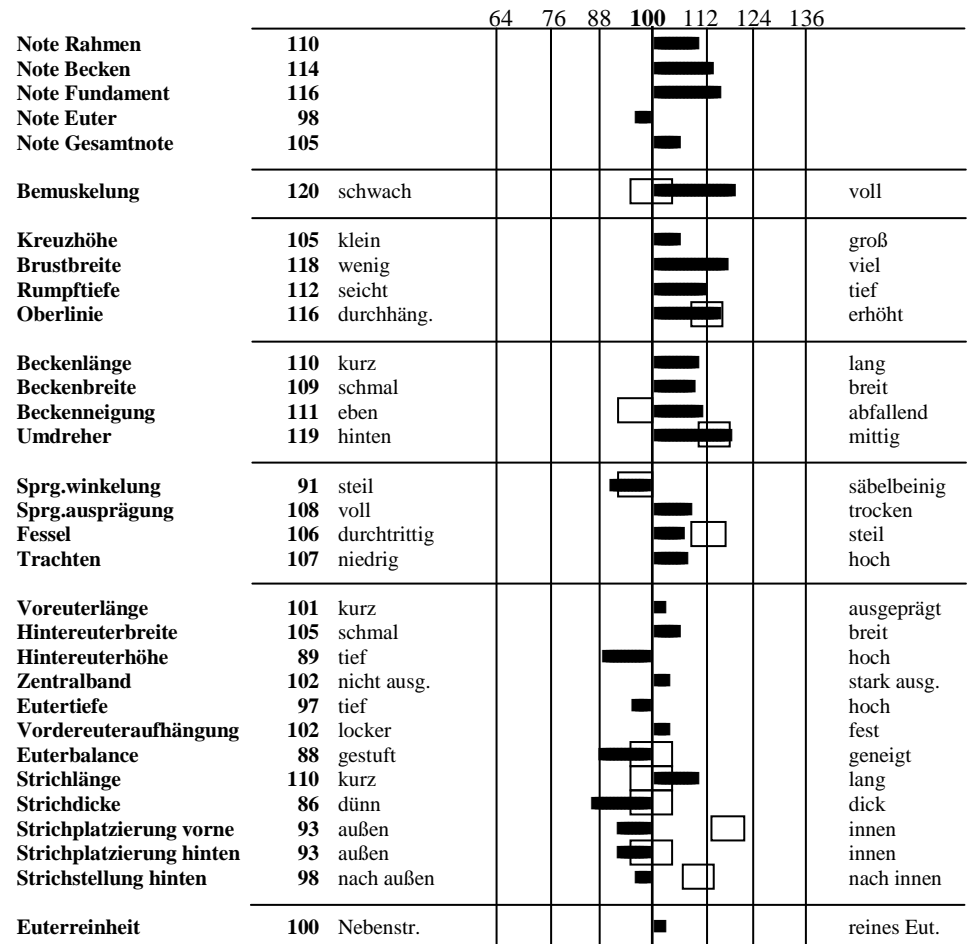 64 76 88 100 112 124 136
Note Rahmen 110
Note Becken 114
Note Fundament 116
Note Euter 98
Note Gesamtnote 105
Bemuskelung 120 schwach voll
Kreuzhöhe 105 klein groß
Brustbreite 118 wenig viel
Rumpftiefe 112 seicht tief
Oberlinie 116 durchhäng. erhöht
Beckenlänge 110 kurz lang
Beckenbreite 109 schmal breit
Beckenneigung 111 eben abfallend
Umdreher 119 hinten mittig
Sprg.winkelung 91 steil säbelbeinig
Sprg.ausprägung 108 voll trocken
Fessel 106 durchtrittig steil
Trachten 107 niedrig hoch
Voreuterlänge 101 kurz ausgeprägt
Hintereuterbreite 105 schmal breit
Hintereuterhöhe 89 tief hoch
Zentralband 102 nicht ausg. stark ausg.
Eutertiefe 97 tief hoch
Vordereuteraufhängung 102 locker fest
Euterbalance 88 gestuft geneigt
Strichlänge 110 kurz lang
Strichdicke 86 dünn dick
Strichplatzierung vorne 93 außen innen
Strichplatzierung hinten 93 außen innen
Strichstellung hinten 98 nach außen nach innen
Euterreinheit 100 Nebenstr. reines Eut.